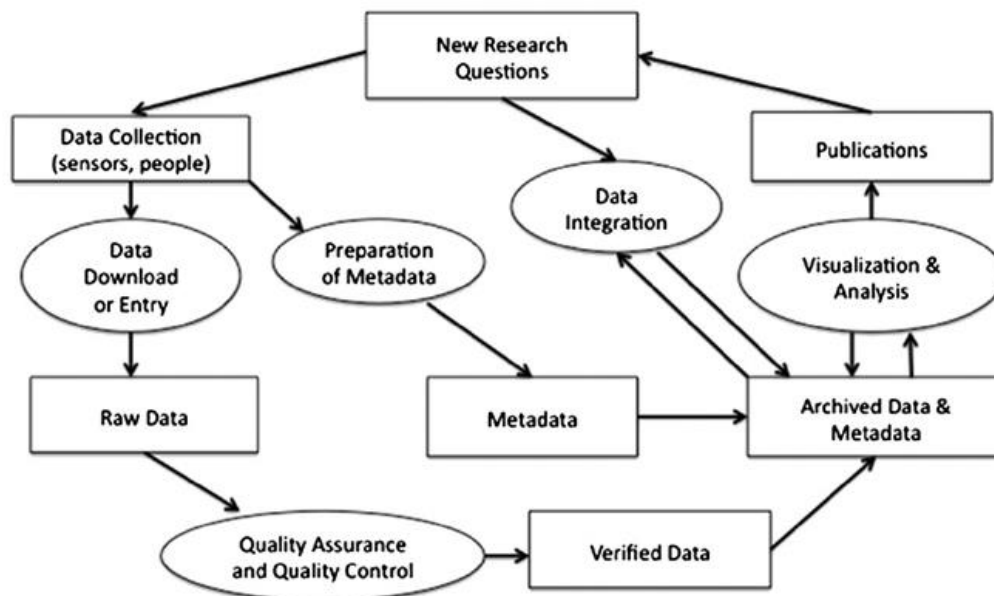 New Research
Questions
Data Collection
(sensors, people)
Publications
Data
Integration
Data
Download
or Entry
Preparation
of Metadata
Visualization &
Analysis
Raw Data
Metadata
Archived Data &
Metadata
Quality Assurance
and Quality Control
Verified Data